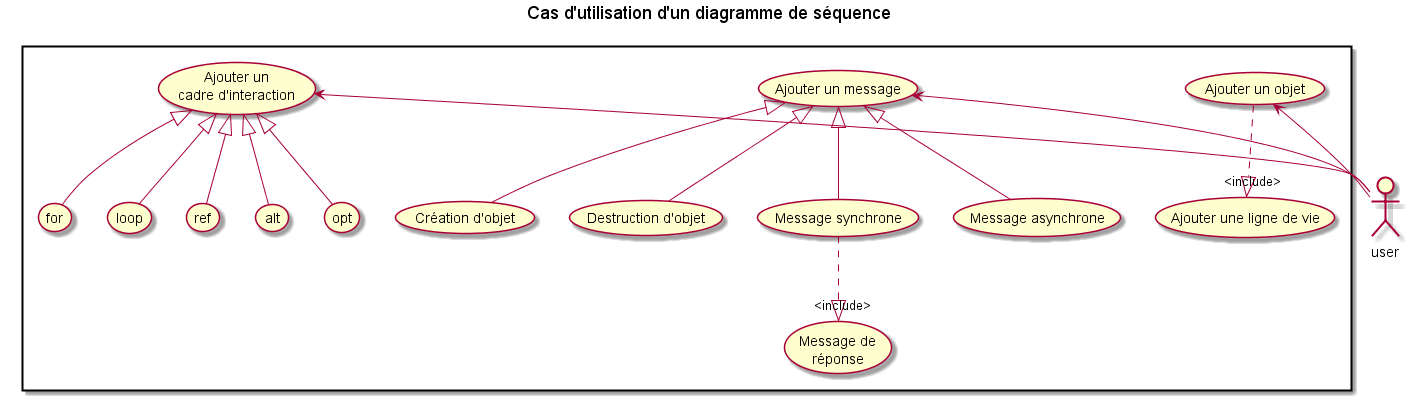 Cas d'utilisation d'un diagramme de séquence
Ajouter un
cadre d'interaction
Ajouter un message
Ajouter un objet
<include>
for
loop
ref
alt
opt
Création d'objet
Destruction d'objet
Message synchrone
Message asynchrone
Ajouter une ligne de vie
user
<include>
Message de
réponse